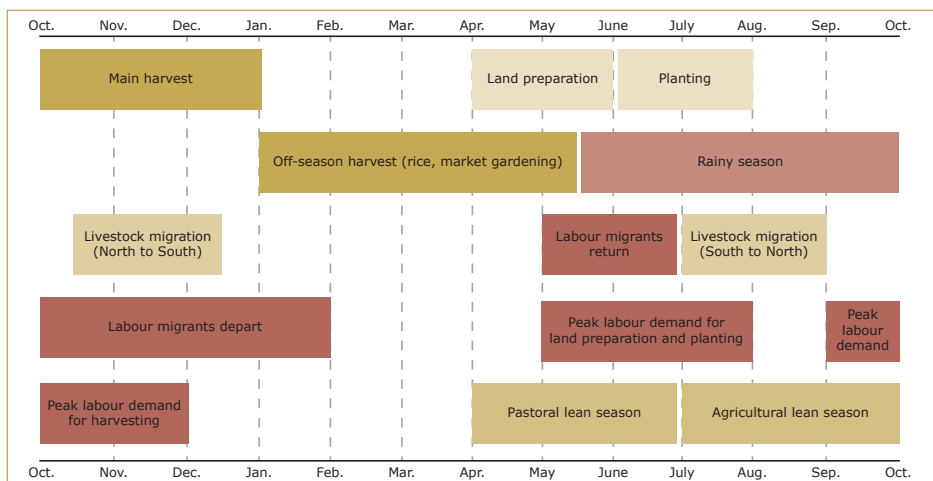 Oct. Nov. Dec. Jan. Feb. Mar. Apr. May June July Aug. Sep. Oct.
Main harvest
Land preparation
Planting
Off-season harvest (rice, market gardening)
Rainy season
Livestock migration
(North to South)
Labour migrants
return
Livestock migration
(South to North)
Labour migrants depart
Peak labour demand for
land preparation and planting
Peak
labour
demand
Peak labour demand
for harvesting
Pastoral lean season
Agricultural lean season
Oct. Nov. Dec. Jan. Feb. Mar. Apr. May June July Aug. Sep. Oct.